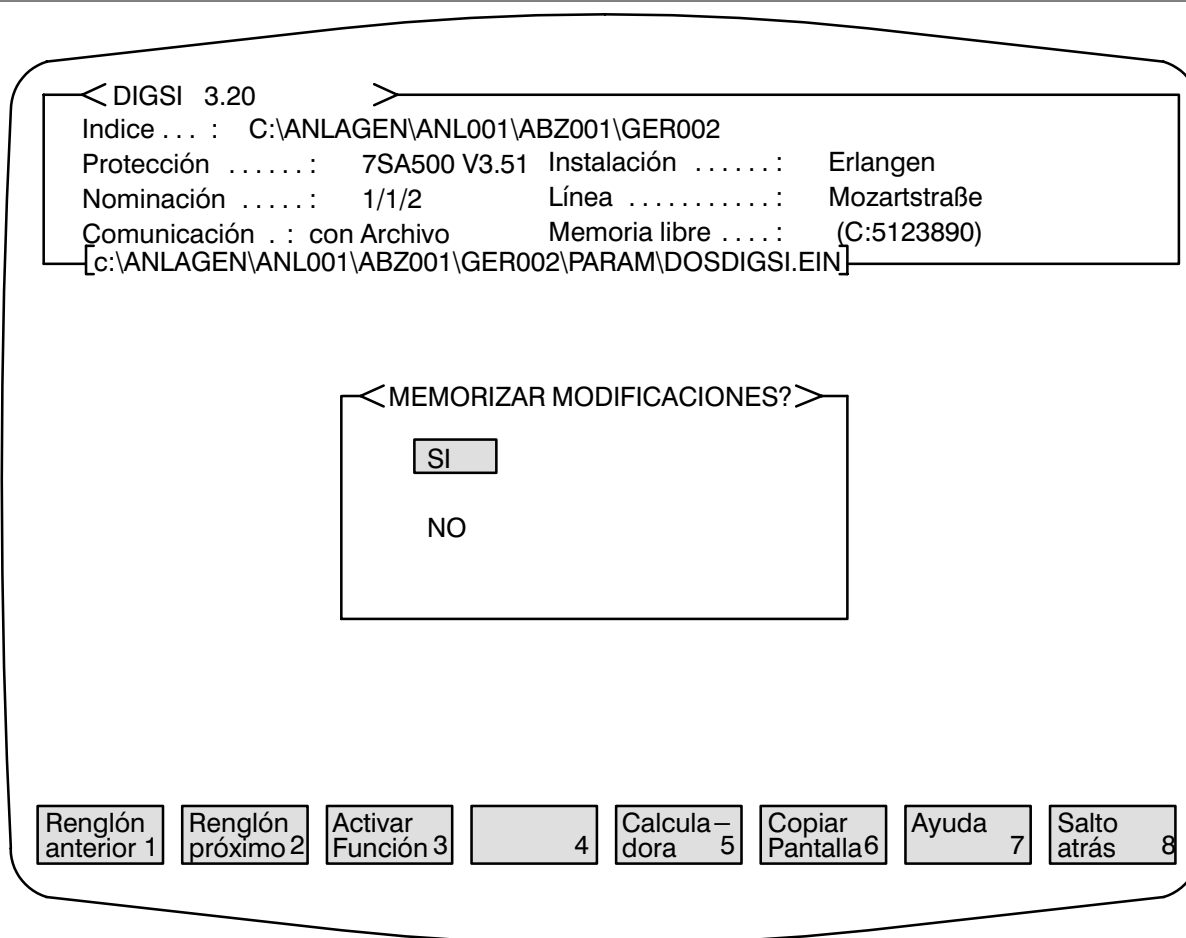 DIGSI 3.20
Indice . . . : C:\ANLAGEN\ANL001\ABZ001\GER002
Protección . . . . . . : 7SA500 V3.51 Instalación . . . . . . : Erlangen
Nominación . . . . . : 1/1/2 Línea . . . . . . . . . . . : Mozartstraße
Comunicación . : con Archivo Memoria libre . . . . : (C:5123890)
[c:\ANLAGEN\ANL001\ABZ001\GER002\PARAM\DOSDIGSI.EIN]
MEMORIZAR MODIFICACIONES?
SI
NO
Renglón
anterior 1
Renglón
próximo 2
Activar
Función 3
4
Calcula–
dora 5
Copiar
Pantalla 6
Ayuda
7
Salto
atrás 8